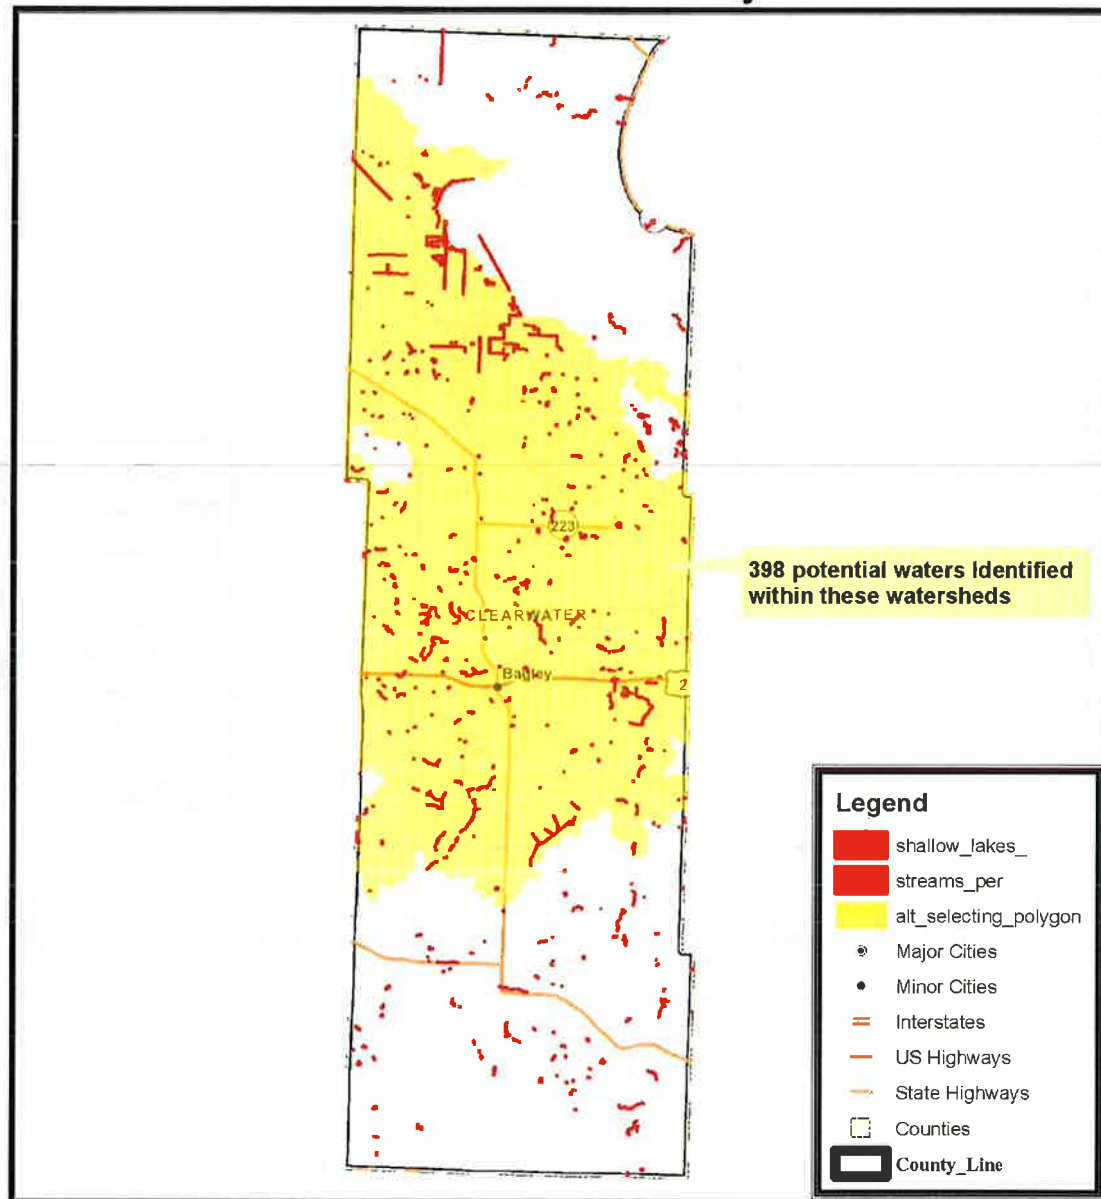 223
398 potential waters identified
within these watersheds
CLEARWATER
Bagley
2
Legend
shallow_lakes_
streams_per
alt_selecting_polygon
Major Cities
Minor Cities
Interstates
US Highways
State Highways
Counties
County_Line